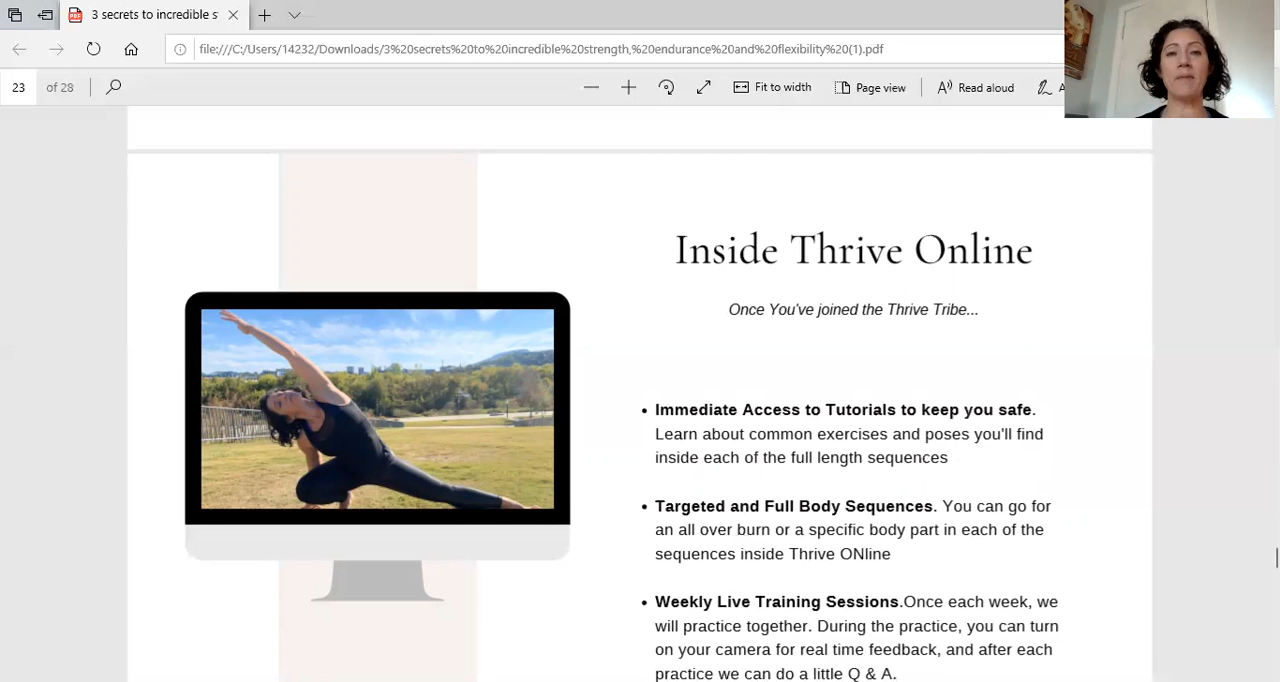 3 secrets to incredible s
file:///C:/Users/14232/Downloads/3%20secrets%20to%20incredible%20strength,%20endurance%20and%20flexibility%20(1).pdf
23 of 28
Fit to width
Page view
Read aloud
Inside Thrive Online
Once You've joined the Thrive Tribe...
• Immediate Access to Tutorials to keep you safe.
Learn about common exercises and poses you'll find
inside each of the full length sequences
• Targeted and Full Body Sequences. You can go for
an all over burn or a specific body part in each of the
sequences inside Thrive ONline
• Weekly Live Training Sessions.Once each week, we
will practice together. During the practice, you can turn
on your camera for real time feedback, and after each
practice we can do a little Q & A.